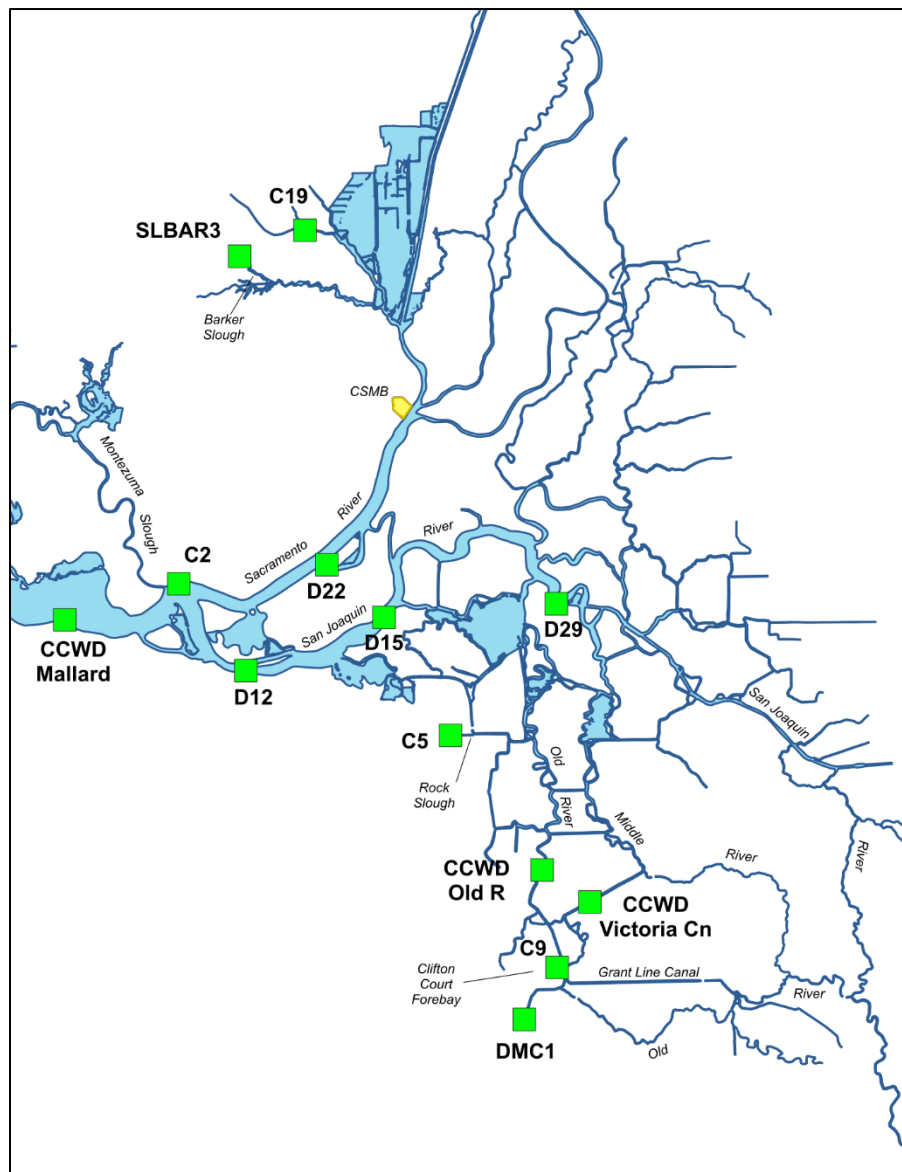 C19
SLBAR3
Barker
Slough
CSMB
Montezuma
Slough
River
Sacramento
River
C2
D22
San Joaquin
D15
D29
CCWD
Mallard
D12
San Joaquin
C5
Rock
Slough
Old
River
Middle
River
River
CCWD
Old R
CCWD
Victoria Cn
C9
Clifton
Court
Forebay
Grant Line Canal
River
DMC1
Old